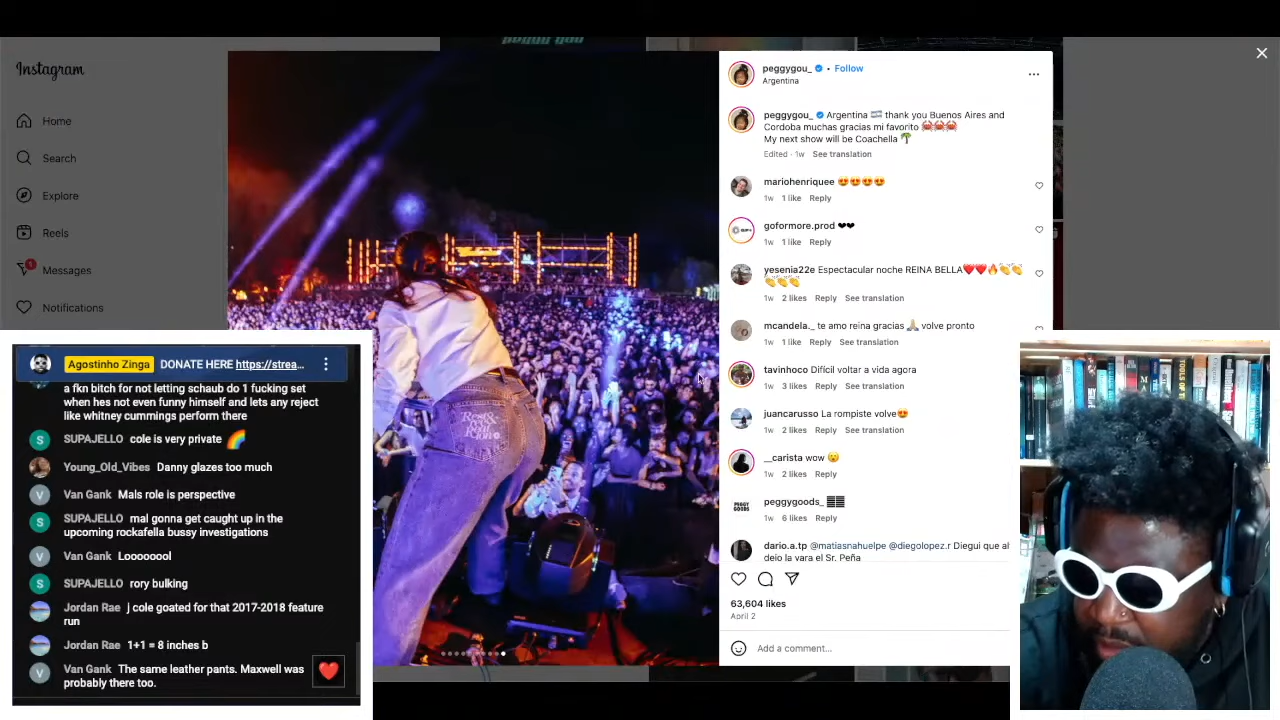 Instagram
Home
Search
Explore
Reels
1
Messages
Notifications
peggygou_ • Follow
Argentina
peggygou_ Argentina 🇦🇷 thank you Buenos Aires and
Cordoba muchas gracias mi favorito 🦀🦀🦀
My next show will be Coachella 🌴
Edited · 1w See translation
mariohenriquee 😍😍😍😍
1w 1 like Reply
goformore.prod ❤❤
1w 1 like Reply
yesenia22e Espectacular noche REINA BELLA❤️❤️🔥👏👏
👏👏👏
1w 2 likes Reply See translation
mcandela._ te amo reina gracias 🙏🏼 volve pronto
1w 1 like Reply See translation
tavinhoco Difícil voltar a vida agora
1w 3 likes Reply See translation
juancarusso La rompiste volve😍
1w 2 likes Reply See translation
__carista wow 😮
1w 2 likes Reply
PEGGY
GOODS
peggygoods_
1w 6 likes Reply
dario.a.tp @matiasnahuelpe @diegolopez.r Diegui que al
dejo la vara el Sr. Peña
63,604 likes
April 2
Add a comment...
Agostinho Zinga DONATE HERE https://strea...
a fkn bitch for not letting schaub do 1 fucking set
when hes not even funny himself and lets any reject
like whitney cummings perform there
S SUPAJELLO cole is very private 🌈
Young_Old_Vibes Danny glazes too much
V Van Gank Mals role is perspective
S SUPAJELLO mal gonna get caught up in the
upcoming rockafella bussy investigations
V Van Gank Loooooool
S SUPAJELLO rory bulking
Jordan Rae j cole goated for that 2017-2018 feature
run
Jordan Rae 1+1 = 8 inches b
V Van Gank The same leather pants. Maxwell was
probably there too.